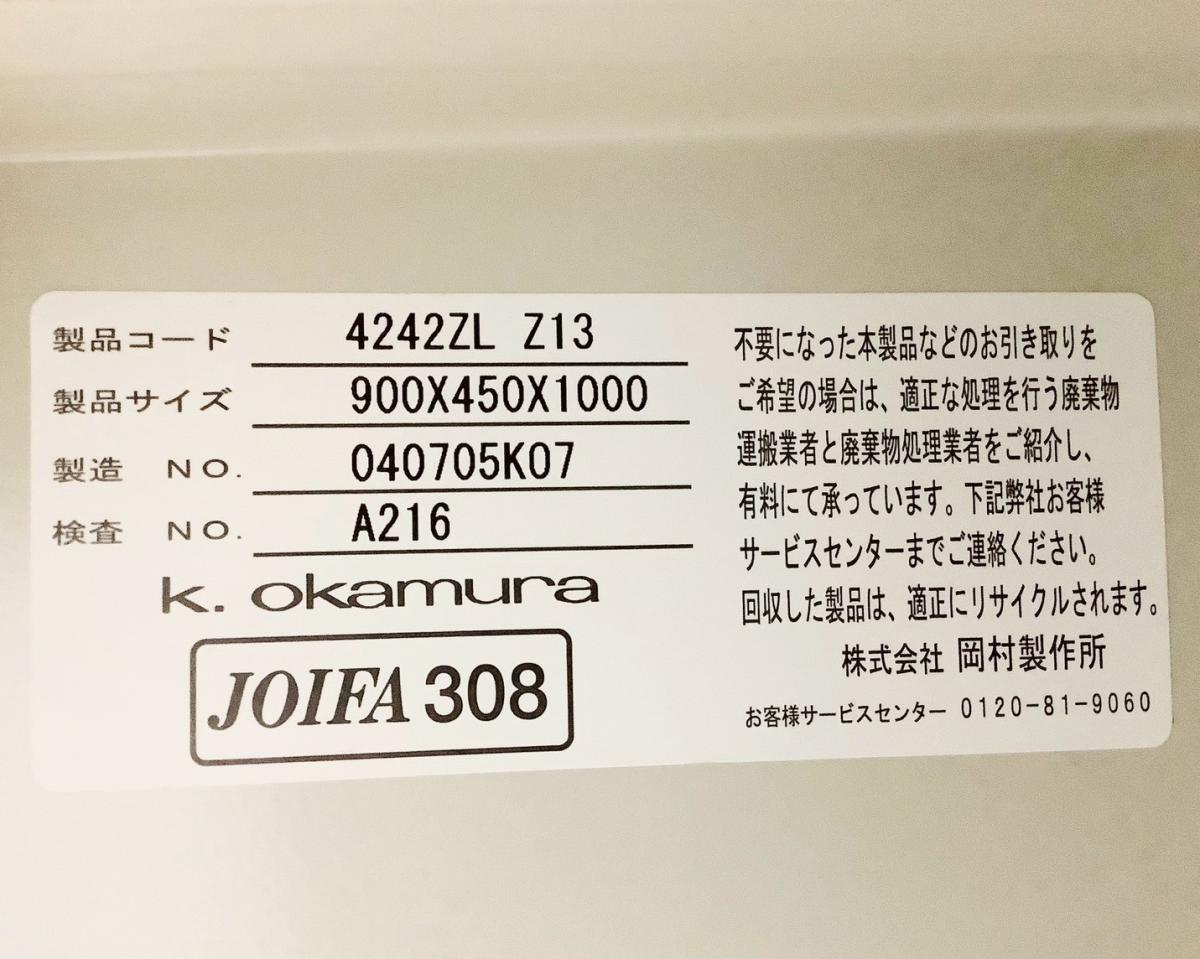 製品コード 4242ZL Z13
製品サイズ 900X450X1000
製造 NO. 040705K07
検査 NO. A216
k. okamura
JOIFA 308
不要になった本製品などのお引き取りを
ご希望の場合は、適正な処理を行う廃棄物
運搬業者と廃棄物処理業者をご紹介し、
有料にて承っています。下記弊社お客様
サービスセンターまでご連絡ください。
回収した製品は、適正にリサイクルされます。
株式会社 岡村製作所
お客様サービスセンター 0120-81-9060